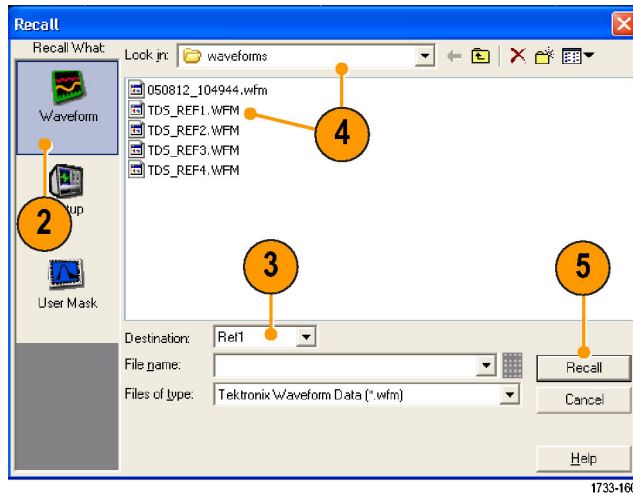 Recall
Recall What:
Look in: waveforms
Waveform
050812_104944.wfm
TDS_REF1.WFM
TDS_REF2.WFM
TDS_REF3.WFM
TDS_REF4.WFM
4
2
User Mask
3
5
Destination: Ref1
File name:
Recall
Files of type: Tektronix Waveform Data (*.wfm)
Cancel
Help